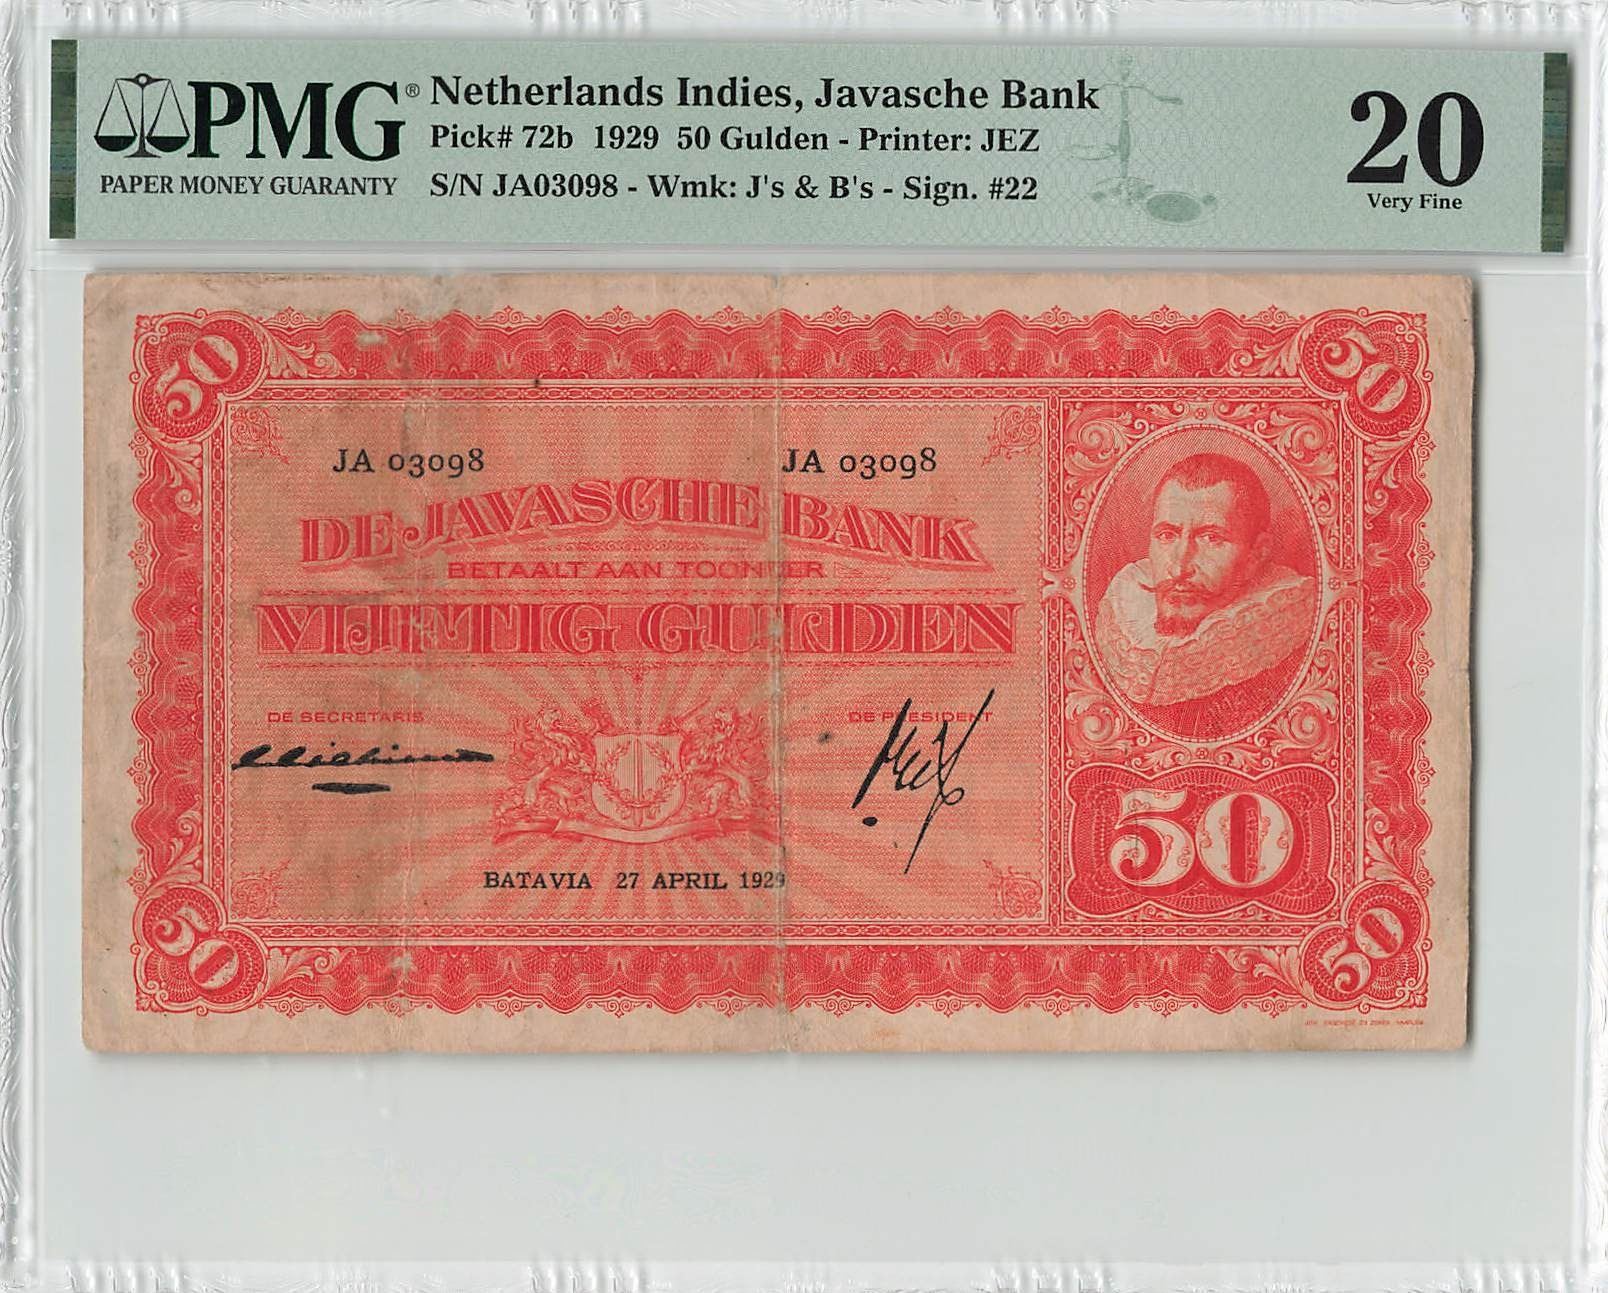 PMG®
PAPER MONEY GUARANTY
Netherlands Indies, Javasche Bank
Pick# 72b 1929 50 Gulden - Printer: JEZ
S/N JA03098 - Wmk: J's & B's - Sign. #22
20
Very Fine
50
50
JA 03098
JA 03098
DE JAVASCHE BANK
BETAALT AAN TOONDER
VIJFTIG GULDEN
DE SECRETARIS
DE PRESIDENT
50
BATAVIA 27 APRIL 1929
50
50